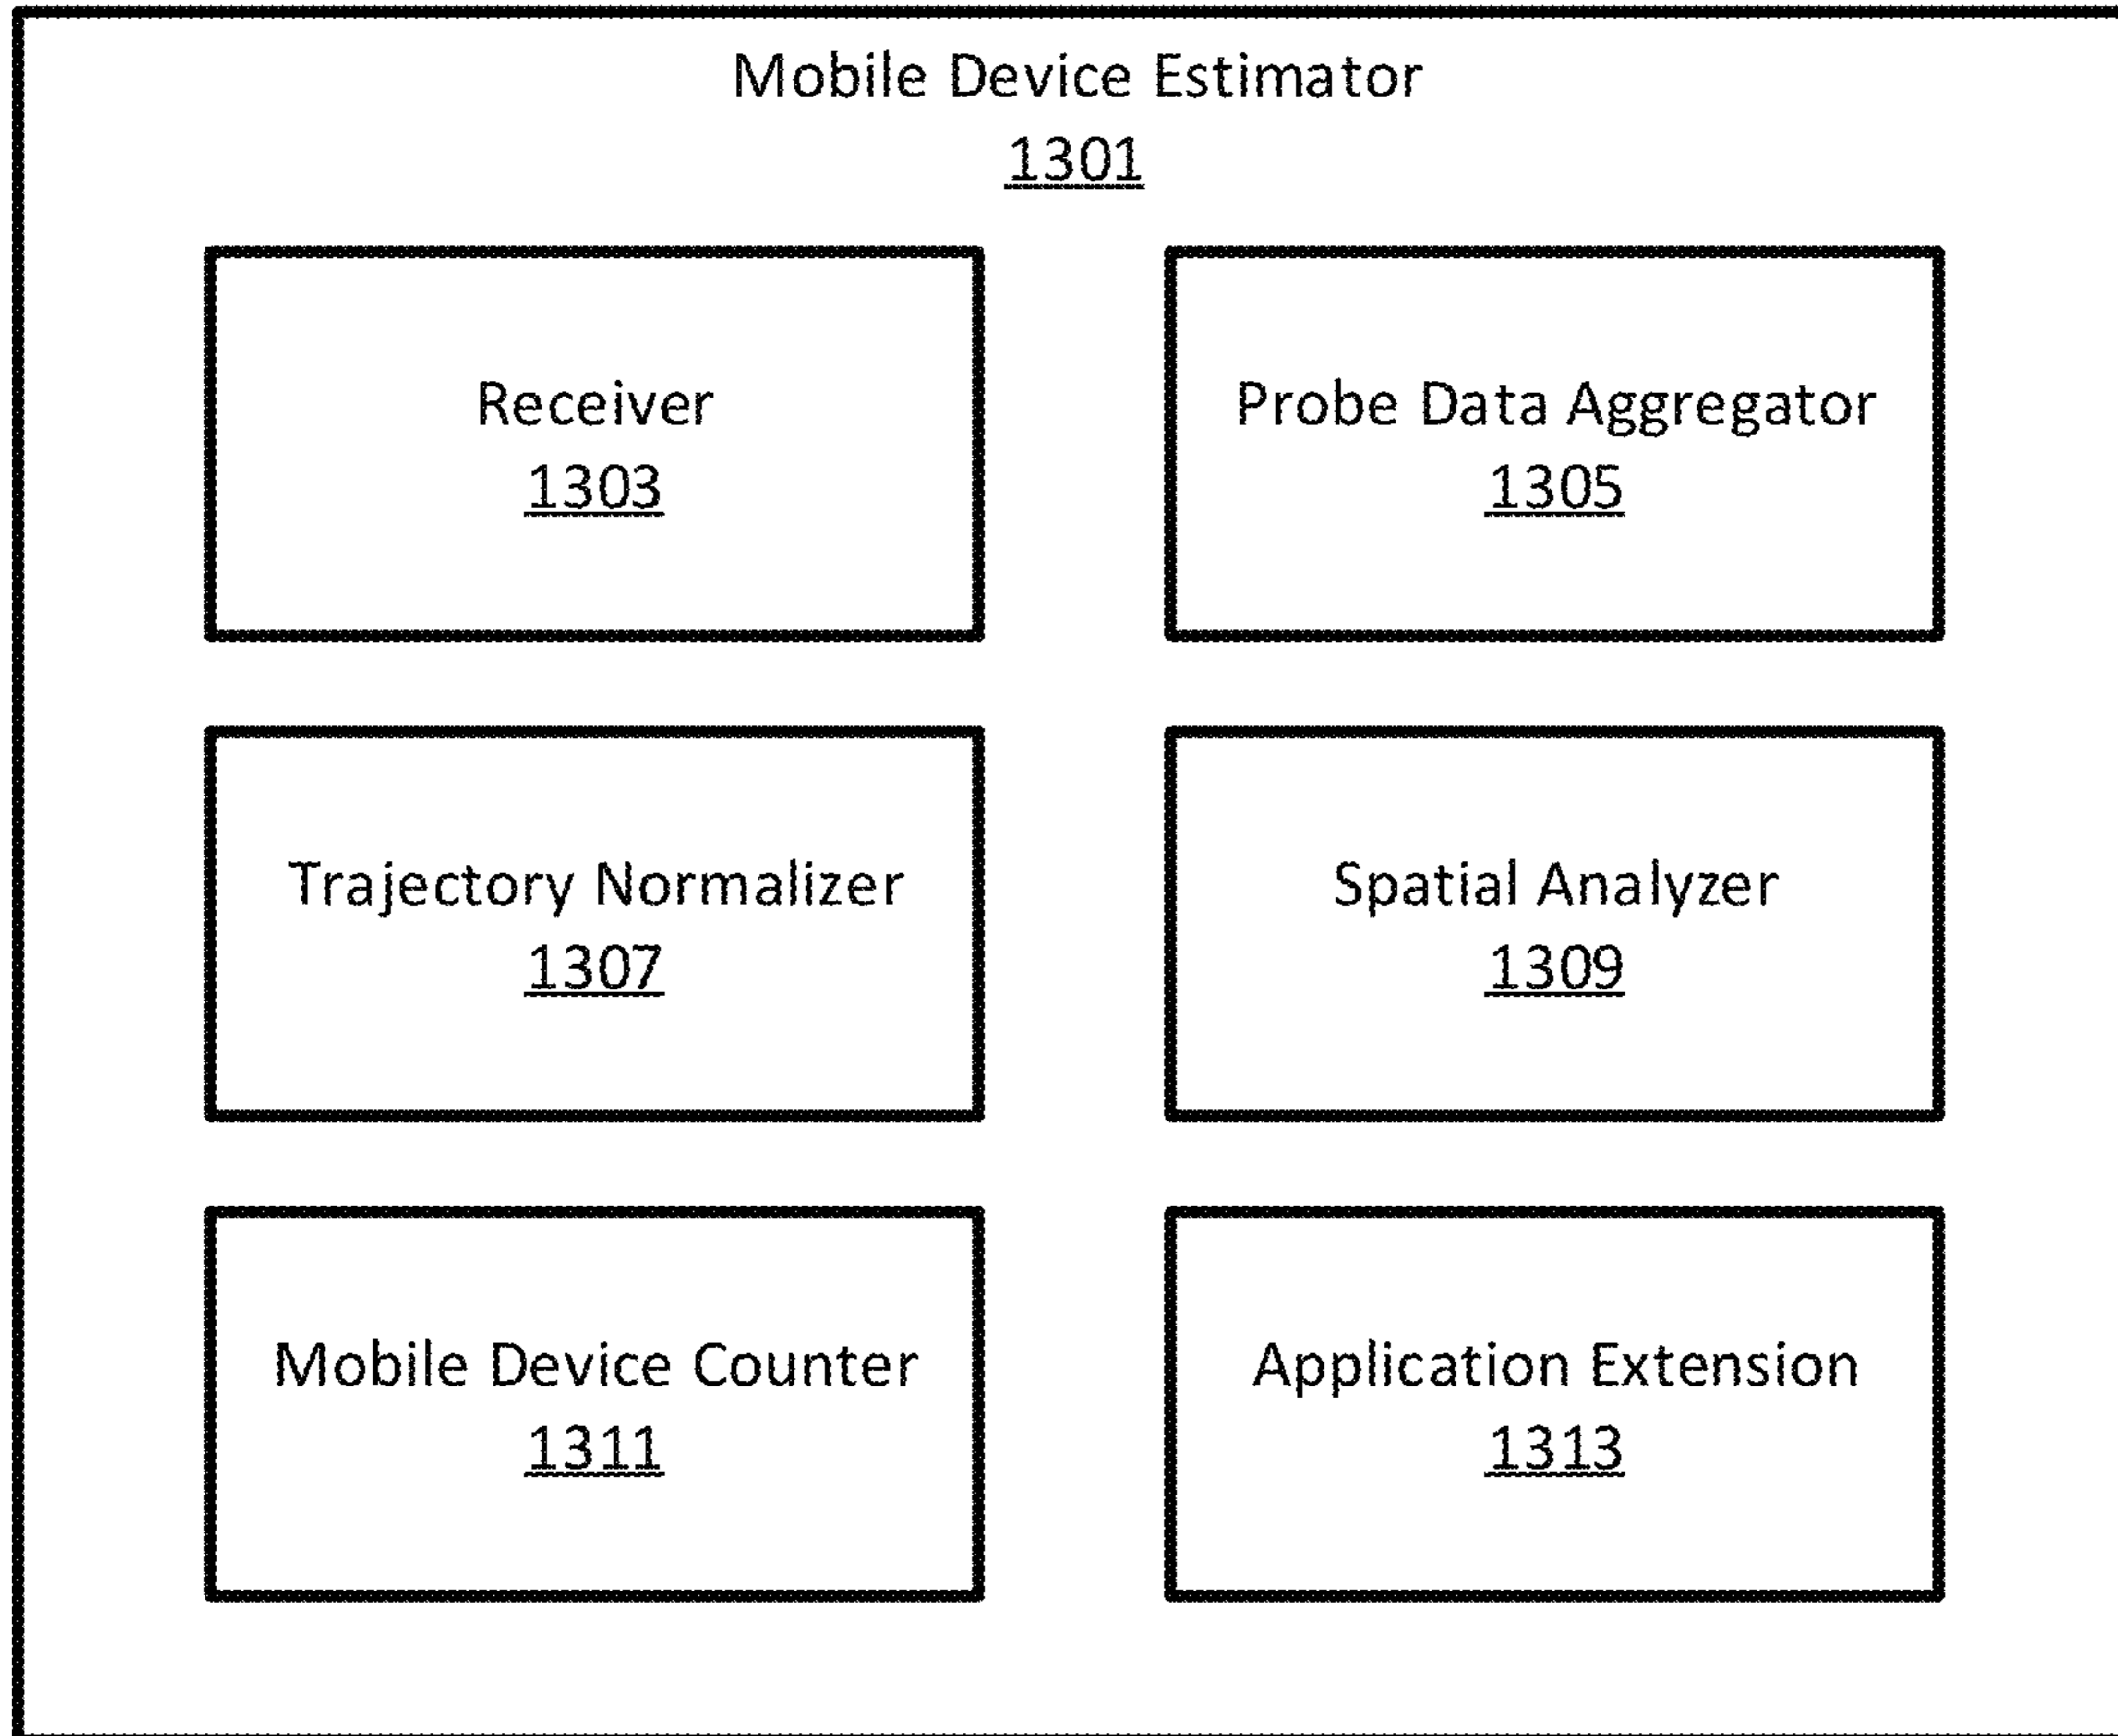 Mobile Device Estimator
1301
Receiver
1303
Probe Data Aggregator
1305
Trajectory Normalizer
1307
Spatial Analyzer
1309
Mobile Device Counter
1311
Application Extension
1313